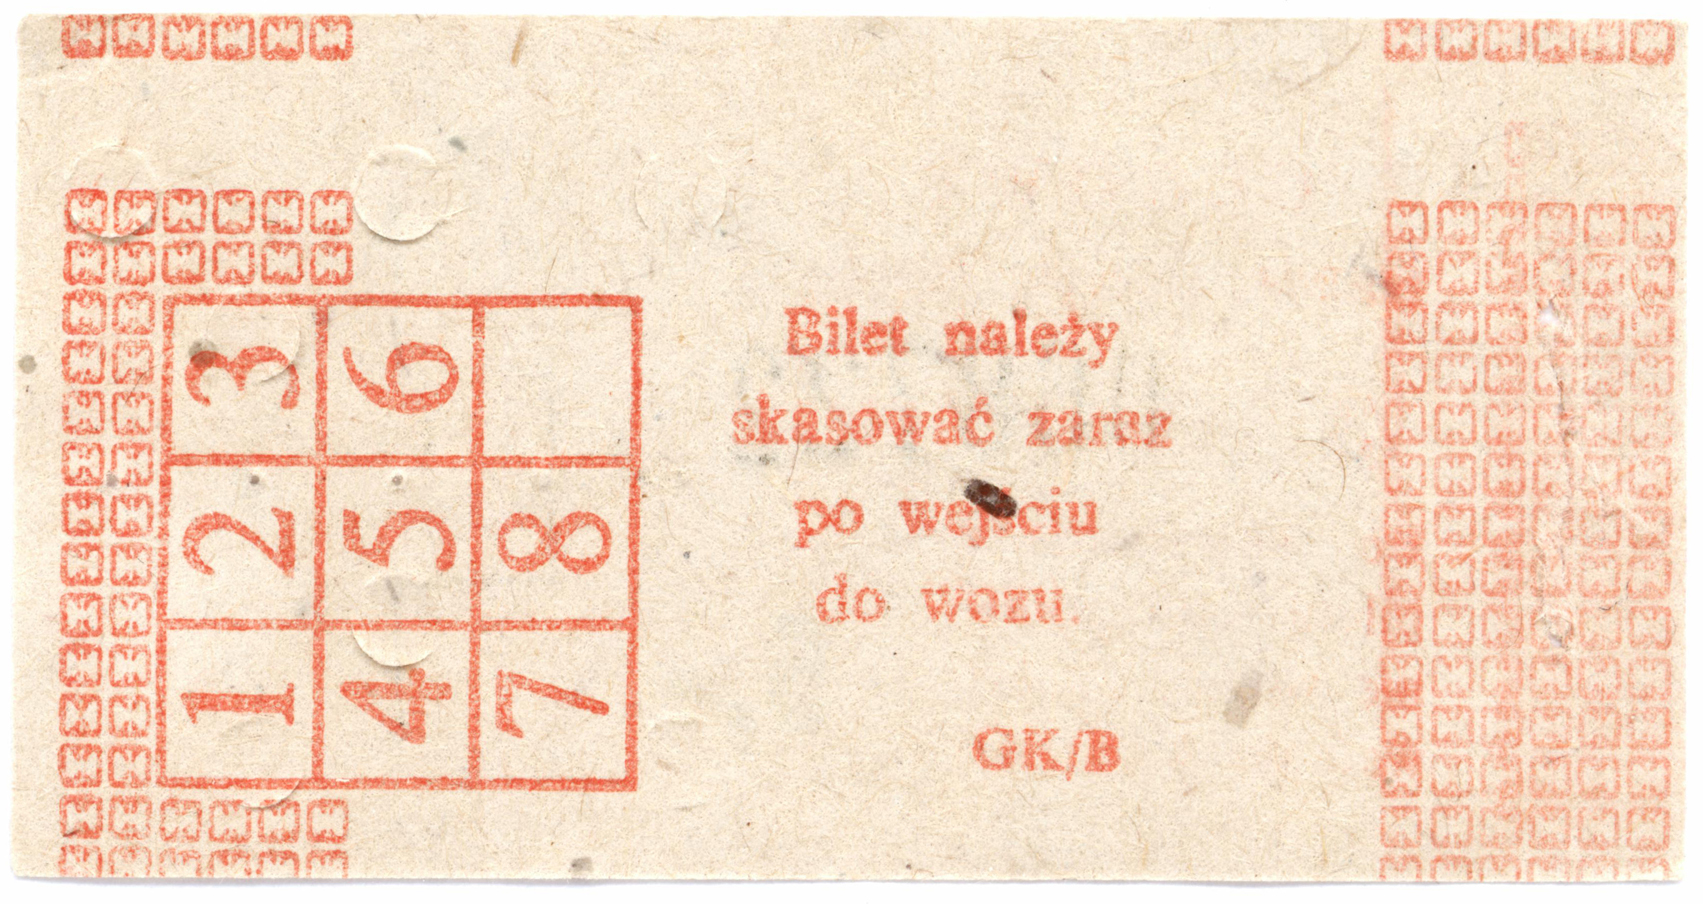 3 6
2 5 8
1 4 7
Bilet należy
skasować zaraz
po wejściu
do wozu.
GK/B